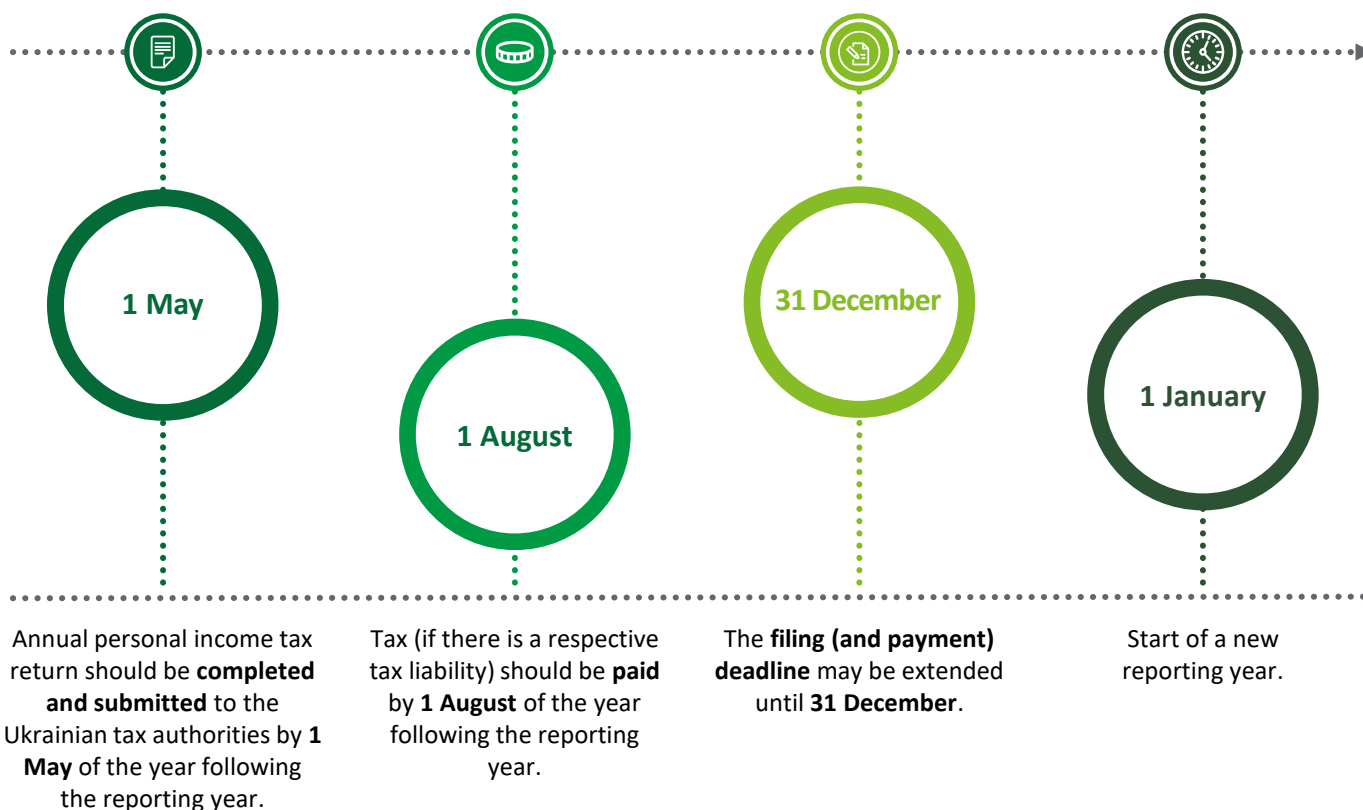 1 May
1 August
31 December
1 January
Annual personal income tax
return should be completed
and submitted to the
Ukrainian tax authorities by 1
May of the year following
the reporting year.
Tax (if there is a respective
tax liability) should be paid
by 1 August of the year
following the reporting
year.
The filing (and payment)
deadline may be extended
until 31 December.
Start of a new
reporting year.